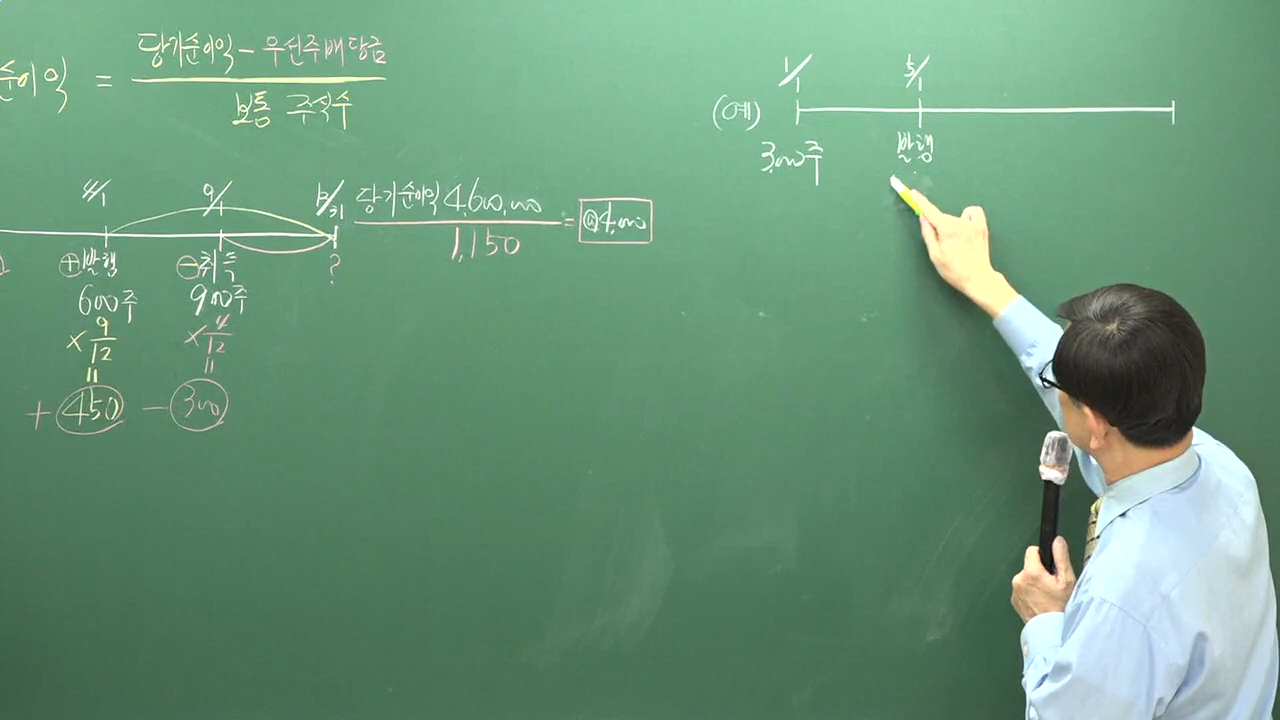 순이익 = 당기순이익 - 우선주배당금
보통 주식수
4/1 9/1 12/31
당기순이익 4,600,000
1,150
= @4,000
⊕발행 ⊖취득 ?
600주 900주
× 9/12 × 4/12
= =
+ 450 - 300
(예) 1/1 5/1
3,000주 발행